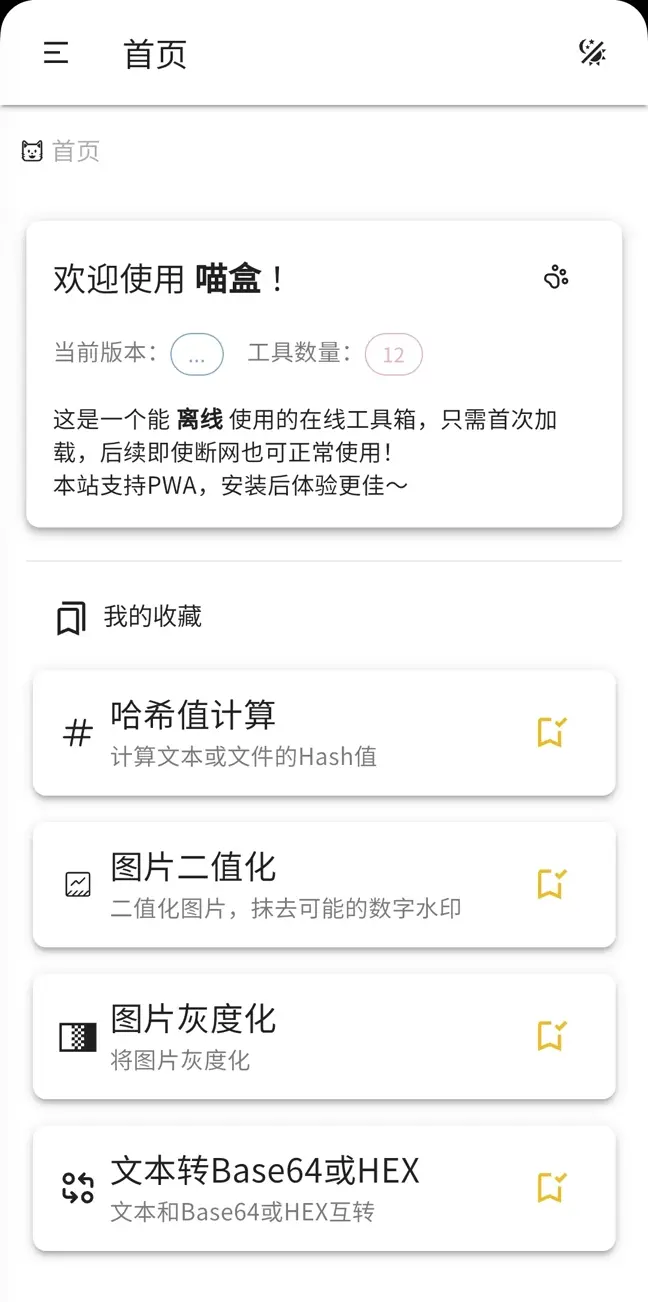 首页
首页
欢迎使用 喵盒！
当前版本： ... 工具数量： 12
这是一个能 离线 使用的在线工具箱，只需首次加
载，后续即使断网也可正常使用！
本站支持PWA，安装后体验更佳～
我的收藏
哈希值计算
计算文本或文件的Hash值
图片二值化
二值化图片，抹去可能的数字水印
图片灰度化
将图片灰度化
文本转Base64或HEX
文本和Base64或HEX互转